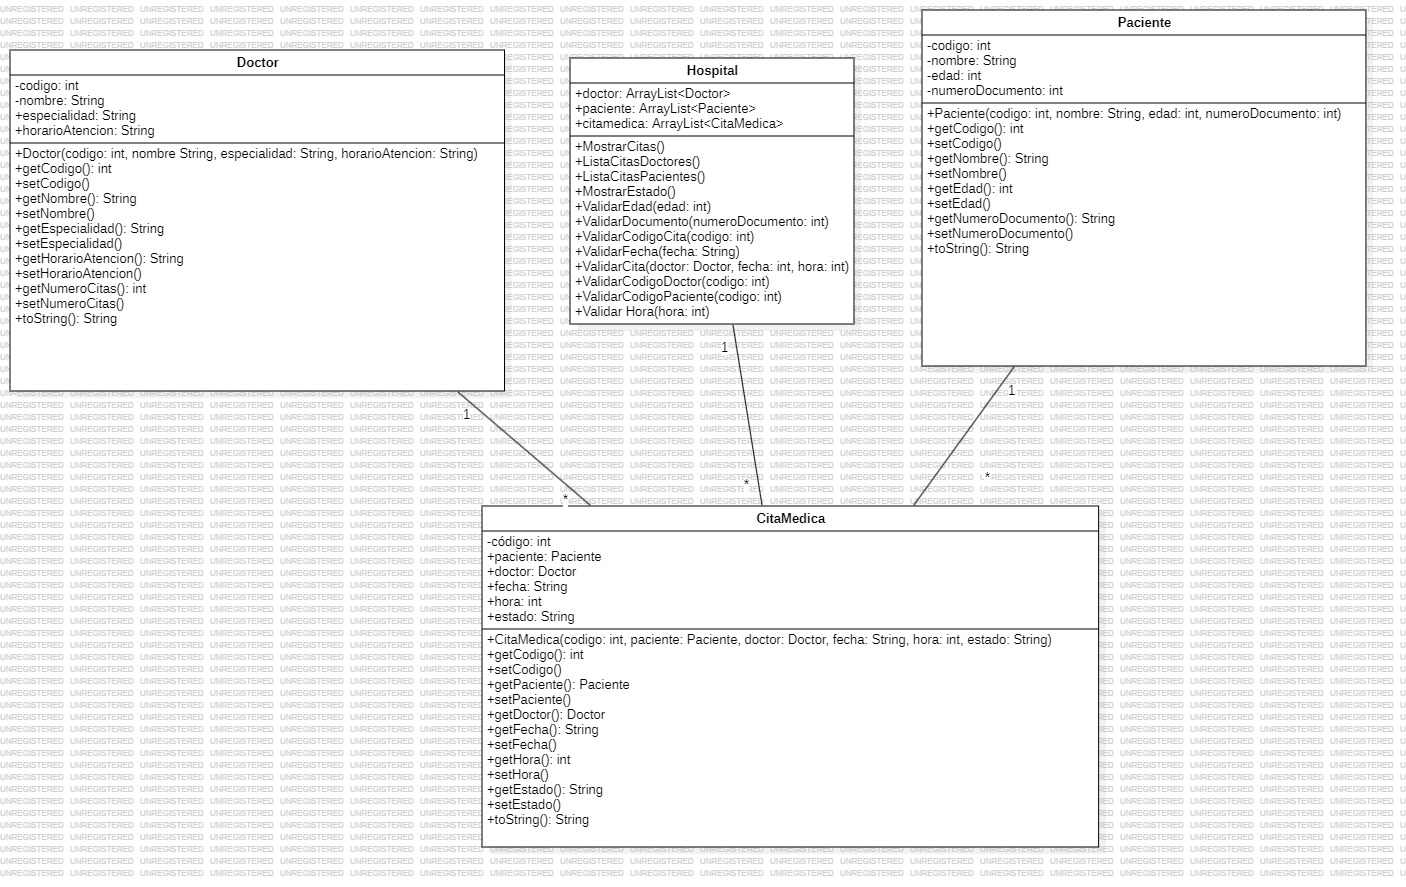 Doctor
-codigo: int
-nombre: String
+especialidad: String
+horarioAtencion: String
+Doctor(codigo: int, nombre String, especialidad: String, horarioAtencion: String)
+getCodigo(): int
+setCodigo()
+getNombre(): String
+setNombre()
+getEspecialidad(): String
+setEspecialidad()
+getHorarioAtencion(): String
+setHorarioAtencion()
+getNumeroCitas(): int
+setNumeroCitas()
+toString(): String
Hospital
+doctor: ArrayList<Doctor>
+paciente: ArrayList<Paciente>
+citamedica: ArrayList<CitaMedica>
+MostrarCitas()
+ListaCitasDoctores()
+ListaCitasPacientes()
+MostrarEstado()
+ValidarEdad(edad: int)
+ValidarDocumento(numeroDocumento: int)
+ValidarCodigoCita(codigo: int)
+ValidarFecha(fecha: String)
+ValidarCita(doctor: Doctor, fecha: int, hora: int)
+ValidarCodigoDoctor(codigo: int)
+ValidarCodigoPaciente(codigo: int)
+Validar Hora(hora: int)
Paciente
-codigo: int
-nombre: String
-edad: int
-numeroDocumento: int
+Paciente(codigo: int, nombre: String, edad: int, numeroDocumento: int)
+getCodigo(): int
+setCodigo()
+getNombre(): String
+setNombre()
+getEdad(): int
+setEdad()
+getNumeroDocumento(): String
+setNumeroDocumento()
+toString(): String
1
*
1
*
1
*
CitaMedica
-código: int
+paciente: Paciente
+doctor: Doctor
+fecha: String
+hora: int
+estado: String
+CitaMedica(codigo: int, paciente: Paciente, doctor: Doctor, fecha: String, hora: int, estado: String)
+getCodigo(): int
+setCodigo()
+getPaciente(): Paciente
+setPaciente()
+getDoctor(): Doctor
+getFecha(): String
+setFecha()
+getHora(): int
+setHora()
+getEstado(): String
+setEstado()
+toString(): String
UNREGISTERED